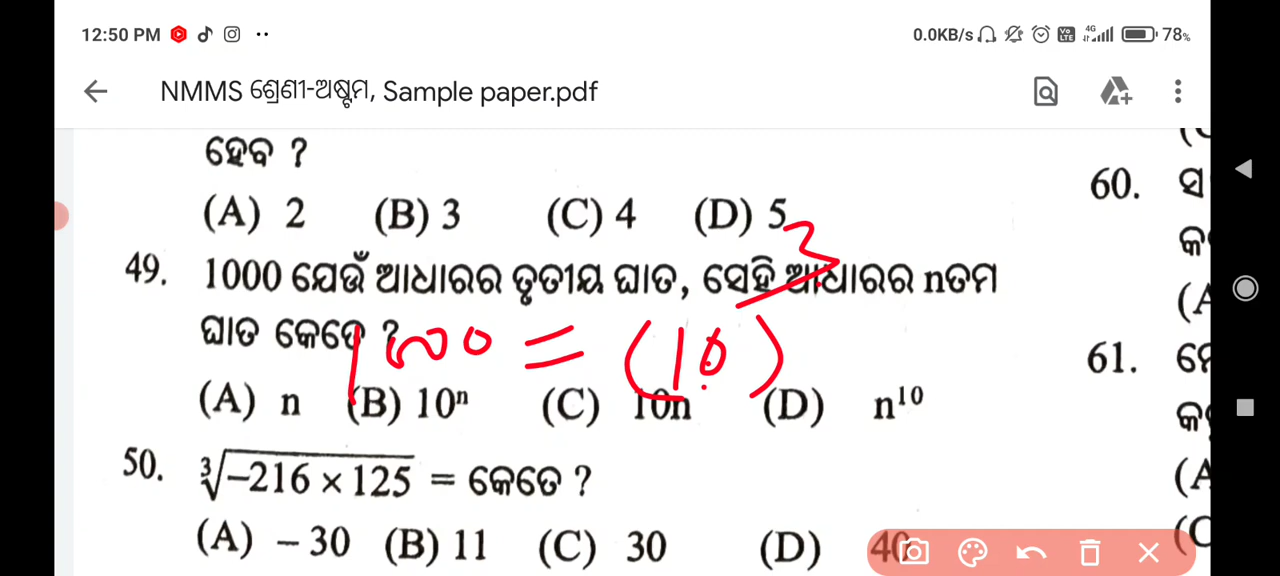 12:50 PM 0.0KB/s 4G 78%
NMMS ଶ୍ରେଣୀ-ଅଷ୍ଟମ, Sample paper.pdf
ହେବ ?
(A) 2 (B) 3 (C) 4 (D) 5
3
49. 1000 ଯେଉଁ ଆଧାରର ତୃତୀୟ ଘାତ, ସେହି ଆଧାରର nତମ
ଘାତ କେତେ ?
1000 = (10)
(A) n (B) 10ⁿ (C) 10n (D) n¹⁰
50. ∛-216 × 125 = କେତେ ?
(A) – 30 (B) 11 (C) 30 (D) 40
60. ସ
କ
(A
61.
କ
(A
(C